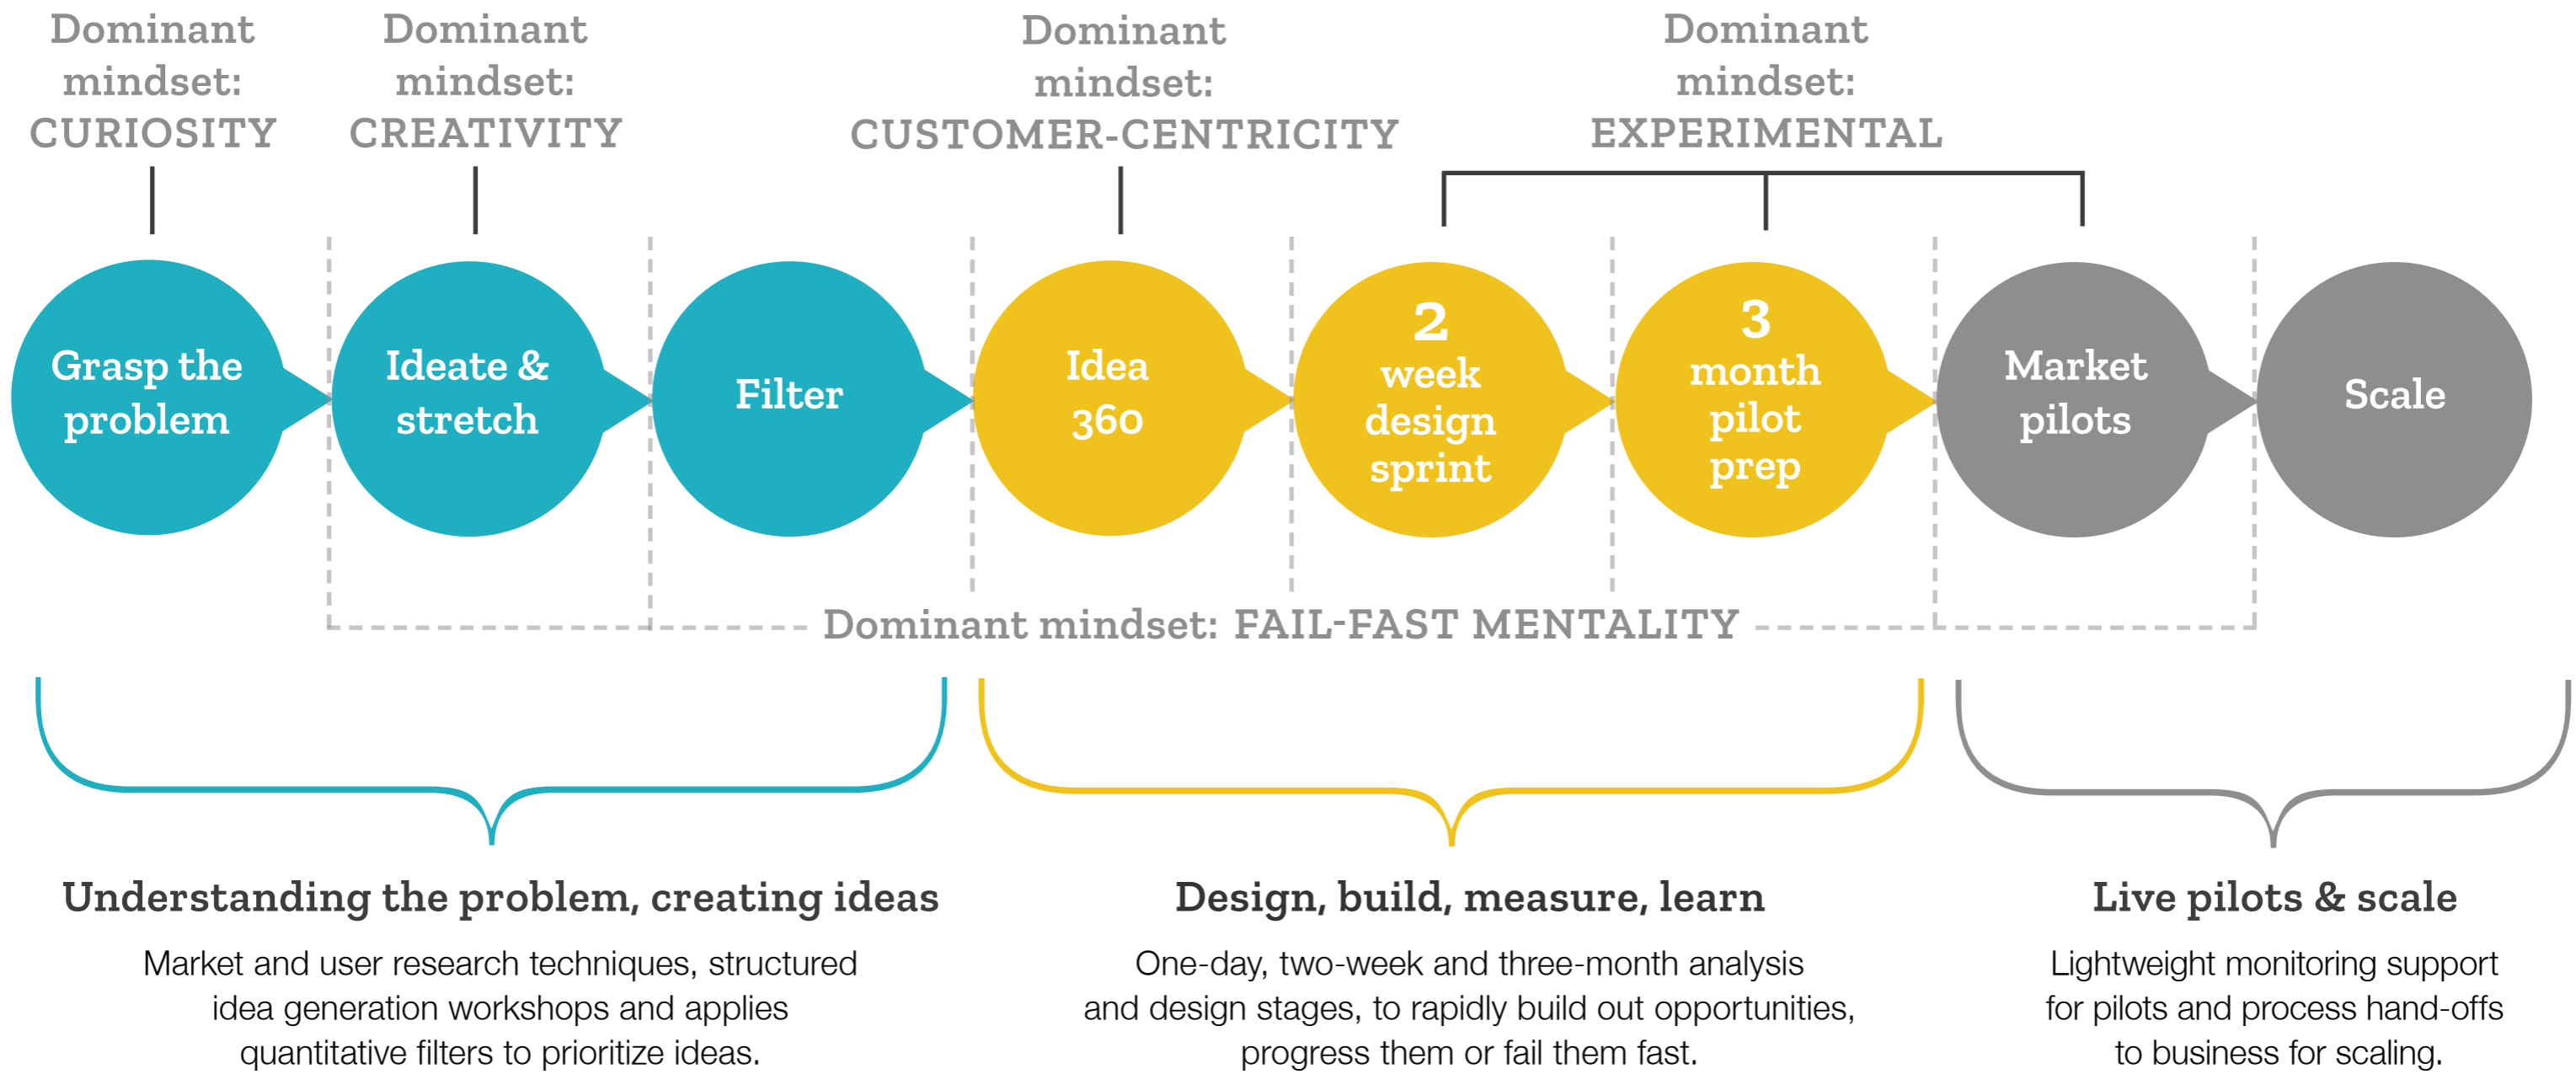 Dominant
mindset:
CURIOSITY
Dominant
mindset:
CREATIVITY
Dominant
mindset:
CUSTOMER-CENTRICITY
Dominant
mindset:
EXPERIMENTAL
Grasp the
problem
Ideate &
stretch
Filter
Idea
360
2
week
design
sprint
3
month
pilot
prep
Market
pilots
Scale
Dominant mindset: FAIL-FAST MENTALITY
Understanding the problem, creating ideas
Market and user research techniques, structured
idea generation workshops and applies
quantitative filters to prioritize ideas.
Design, build, measure, learn
One-day, two-week and three-month analysis
and design stages, to rapidly build out opportunities,
progress them or fail them fast.
Live pilots & scale
Lightweight monitoring support
for pilots and process hand-offs
to business for scaling.